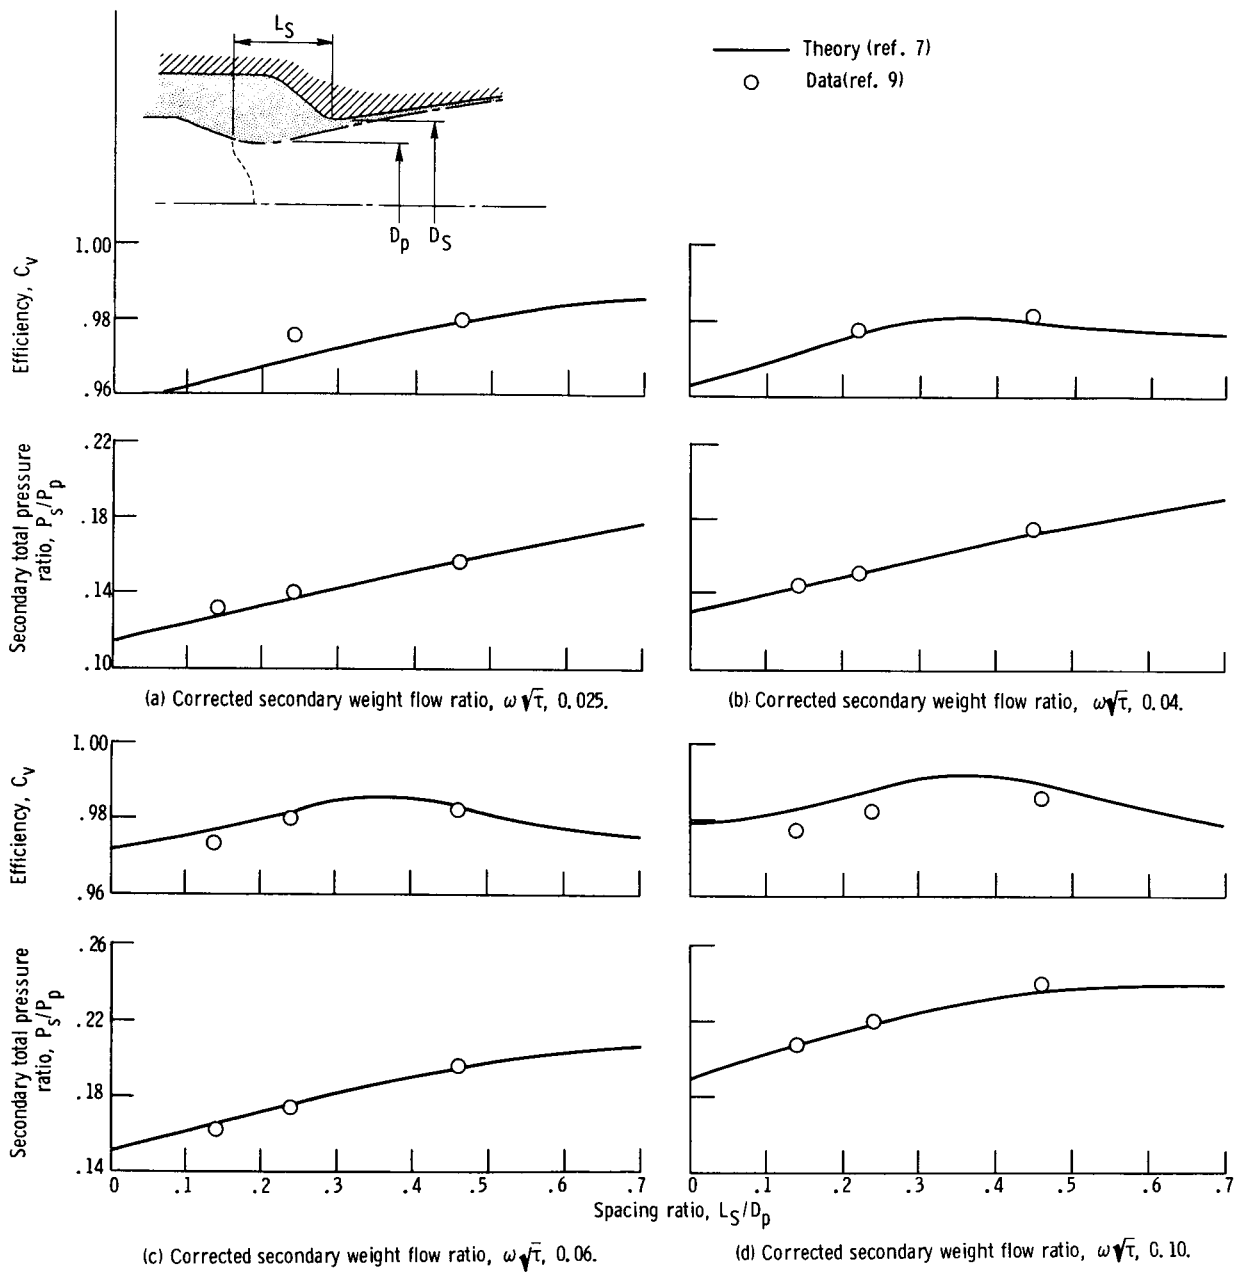 L_S
D_p D_S
Theory (ref. 7)
Data(ref. 9)
Efficiency, C_v
1.00
.98
.96
Secondary total pressure
ratio, P_S/P_p
.22
.18
.14
.10
(a) Corrected secondary weight flow ratio, ω√τ, 0.025.
(b) Corrected secondary weight flow ratio, ω√τ, 0.04.
Efficiency, C_v
1.00
.98
.96
Secondary total pressure
ratio, P_S/P_p
.26
.22
.18
.14
0 .1 .2 .3 .4 .5 .6 .7
0 .1 .2 .3 .4 .5 .6 .7
Spacing ratio, L_S/D_p
(c) Corrected secondary weight flow ratio, ω√τ, 0.06.
(d) Corrected secondary weight flow ratio, ω√τ, 0.10.